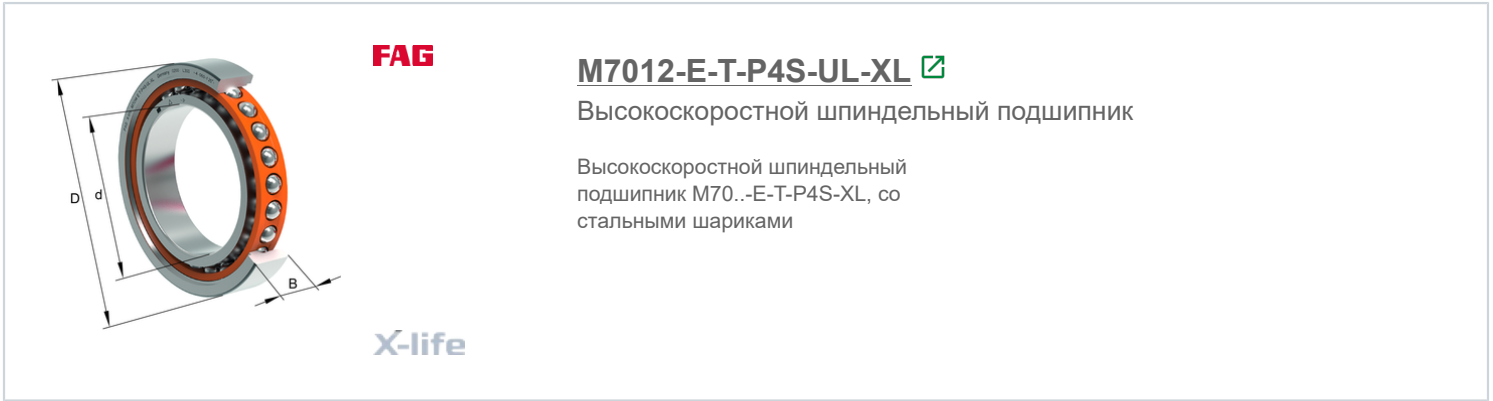 FAG
M7012-E-T-P4S-UL-XL
Высокоскоростной шпиндельный подшипник
Высокоскоростной шпиндельный
подшипник M70..-E-T-P4S-XL, со
стальными шариками
D
d
B
X-life